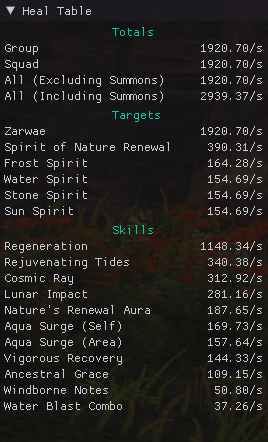 ▼ Heal Table
Totals
Group 1920.70/s
Squad 1920.70/s
All (Excluding Summons) 1920.70/s
All (Including Summons) 2939.37/s
Targets
Zarwae 1920.70/s
Spirit of Nature Renewal 390.31/s
Frost Spirit 164.28/s
Water Spirit 154.69/s
Stone Spirit 154.69/s
Sun Spirit 154.69/s
Skills
Regeneration 1148.34/s
Rejuvenating Tides 340.38/s
Cosmic Ray 312.92/s
Lunar Impact 281.16/s
Nature's Renewal Aura 187.65/s
Aqua Surge (Self) 169.73/s
Aqua Surge (Area) 157.64/s
Vigorous Recovery 144.33/s
Ancestral Grace 109.15/s
Windborne Notes 50.80/s
Water Blast Combo 37.26/s